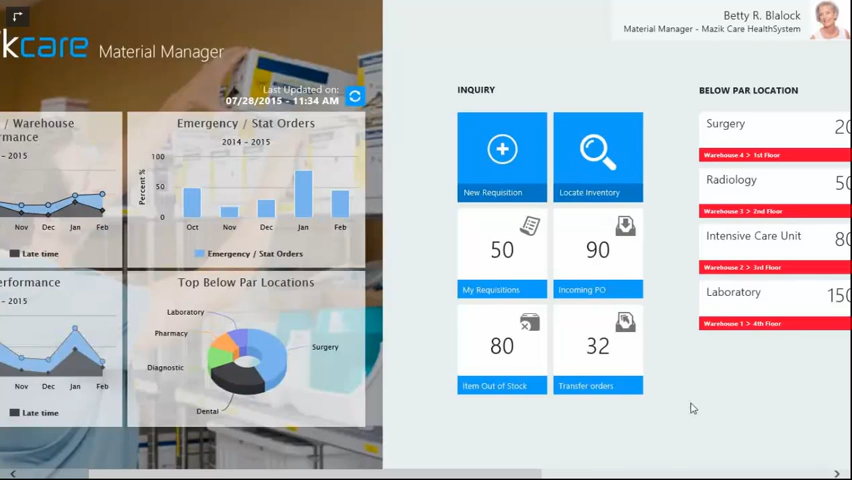 kcare Material Manager
Last Updated on:
07/28/2015 - 11:34 AM
/ Warehouse
rmance
- 2015
Nov Dec Jan Feb
Late time
Emergency / Stat Orders
2014 - 2015
Percent %
100
50
0
Oct Nov Dec Jan Feb
Emergency / Stat Orders
erformance
- 2015
Nov Dec Jan Feb
Late time
Top Below Par Locations
Laboratory
Pharmacy
Diagnostic
Dental
Surgery
Betty R. Blalock
Material Manager - Mazik Care HealthSystem
INQUIRY
New Requisition
Locate Inventory
50
My Requisitions
90
Incoming PO
80
Item Out of Stock
32
Transfer orders
BELOW PAR LOCATION
Surgery 20
Warehouse 4 > 1st Floor
Radiology 50
Warehouse 3 > 2nd Floor
Intensive Care Unit 80
Warehouse 2 > 3rd Floor
Laboratory 150
Warehouse 1 > 4th Floor